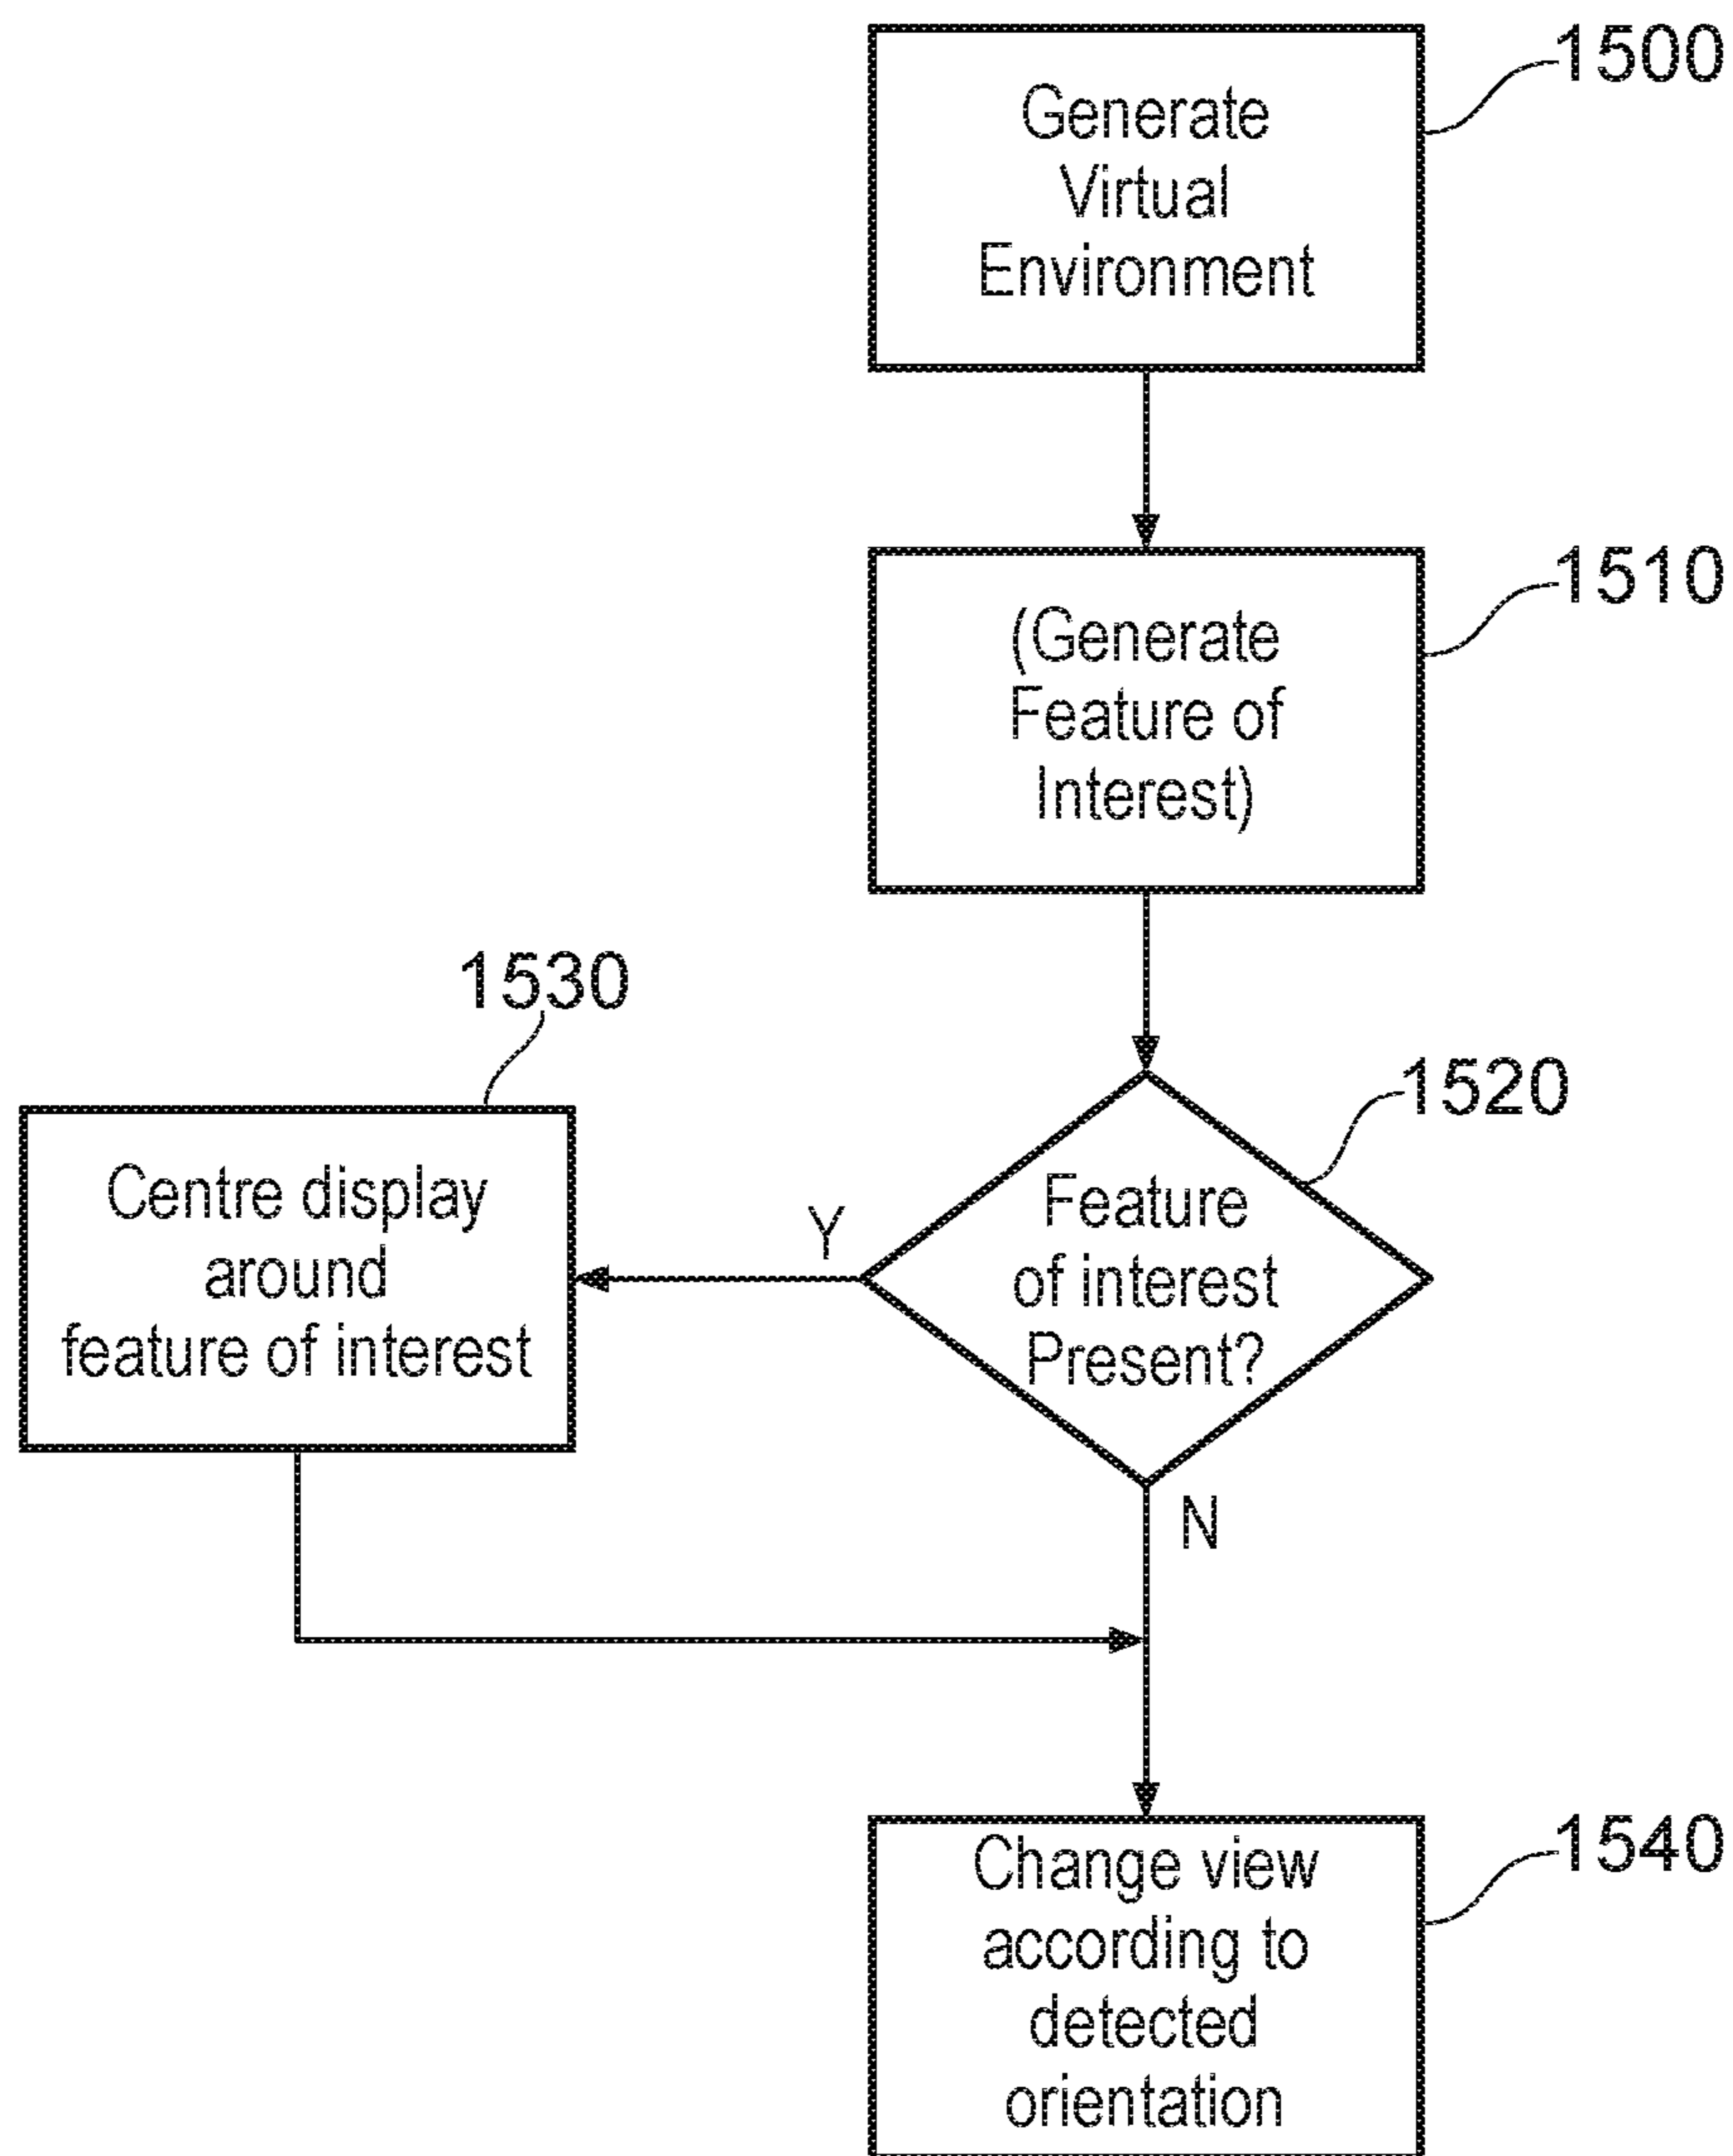 1500
Generate
Virtual
Environment
1510
(Generate
Feature of
Interest)
1520
Feature
of interest
Present?
Y
N
1530
Centre display
around
feature of interest
1540
Change view
according to
detected
orientation